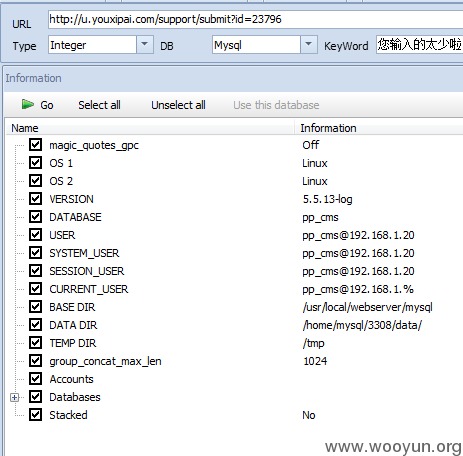 URL http://u.youxipai.com/support/submit?id=23796
Type Integer DB Mysql KeyWord 您输入的太少啦
Information
Go Select all Unselect all Use this database
Name Information
magic_quotes_gpc Off
OS 1 Linux
OS 2 Linux
VERSION 5.5.13-log
DATABASE pp_cms
USER pp_cms@192.168.1.20
SYSTEM_USER pp_cms@192.168.1.20
SESSION_USER pp_cms@192.168.1.20
CURRENT_USER pp_cms@192.168.1.%
BASE DIR /usr/local/webserver/mysql
DATA DIR /home/mysql/3308/data/
TEMP DIR /tmp
group_concat_max_len 1024
Accounts
Databases
Stacked No
www.wooyun.org